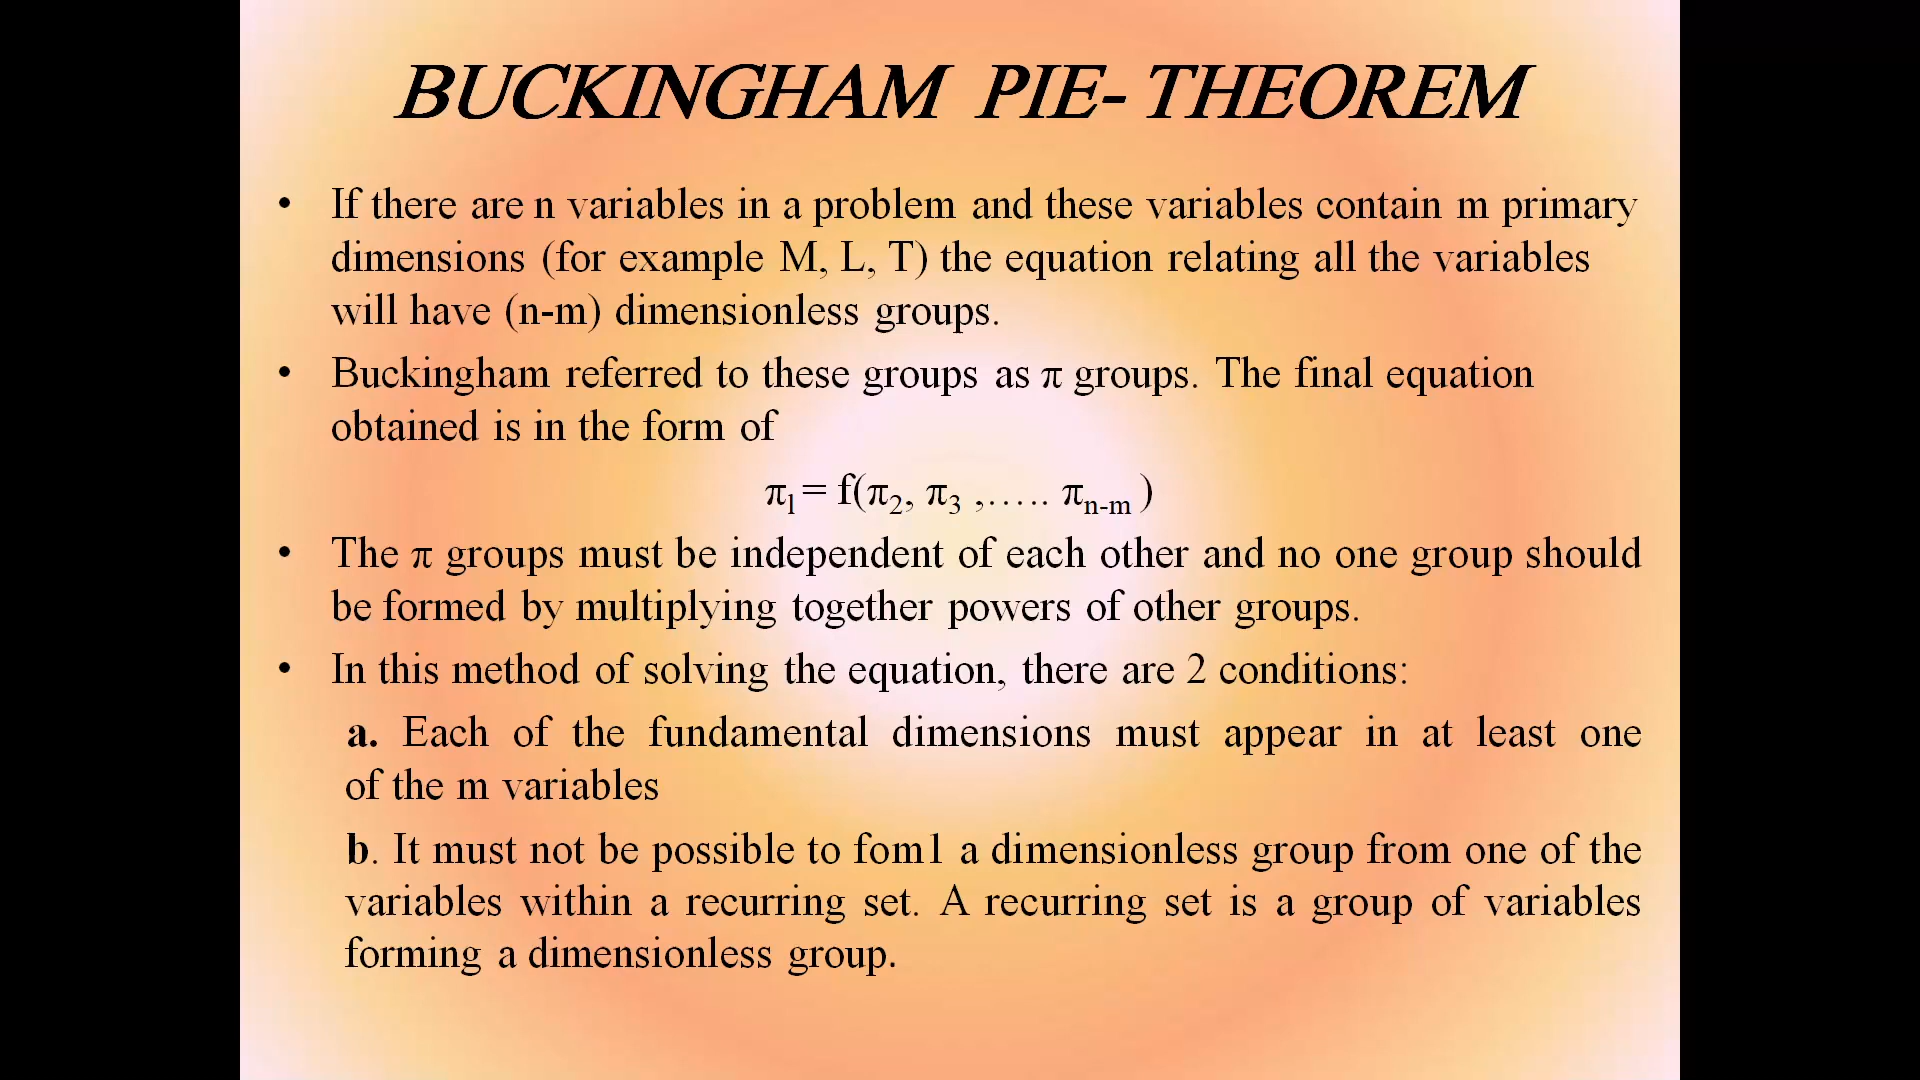 BUCKINGHAM PIE- THEOREM
• If there are n variables in a problem and these variables contain m primary
dimensions (for example M, L, T) the equation relating all the variables
will have (n-m) dimensionless groups.
• Buckingham referred to these groups as π groups. The final equation
obtained is in the form of
πl = f(π2, π3 ,….. πn-m )
• The π groups must be independent of each other and no one group should
be formed by multiplying together powers of other groups.
• In this method of solving the equation, there are 2 conditions:
a. Each of the fundamental dimensions must appear in at least one
of the m variables
b. It must not be possible to fom1 a dimensionless group from one of the
variables within a recurring set. A recurring set is a group of variables
forming a dimensionless group.